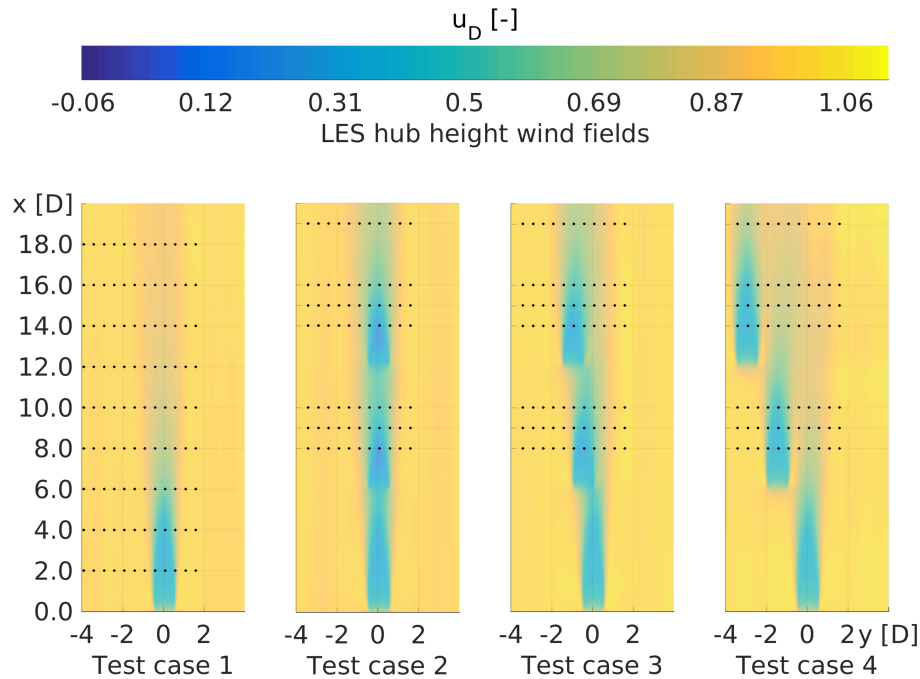 u_D [-]
-0.06 0.12 0.31 0.5 0.69 0.87 1.06
LES hub height wind fields
x [D]
18.0
16.0
14.0
12.0
10.0
8.0
6.0
4.0
2.0
0.0
-4 -2 0 2 -4 -2 0 2 -4 -2 0 2 -4 -2 0 2 y [D]
Test case 1 Test case 2 Test case 3 Test case 4